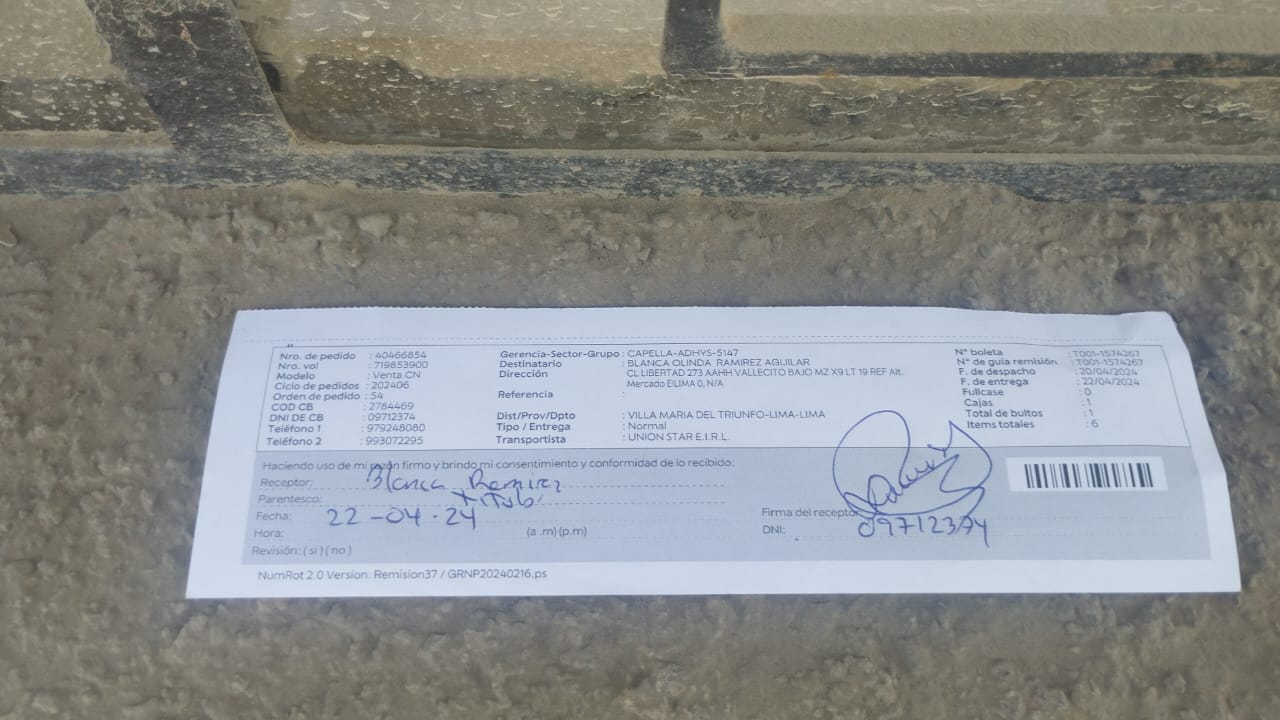 Nro. de pedido : 40466854
Nro. vol : 719853900
Modelo : Venta CN
Ciclo de pedidos : 202406
Orden de pedido : 54
COD CB : 2784469
DNI DE CB : 09712374
Teléfono 1 : 979248080
Teléfono 2 : 993072295
Gerencia-Sector-Grupo : CAPELLA-ADHYS-5147
Destinatario : BLANCA OLINDA RAMIREZ AGUILAR
Dirección : CL LIBERTAD 273 AAHH VALLECITO BAJO MZ X9 LT 19 REF Alt.
Mercado EILIMA 0, N/A
Referencia :
Dist/Prov/Dpto : VILLA MARIA DEL TRIUNFO-LIMA-LIMA
Tipo / Entrega : Normal
Transportista : UNION STAR E.I.R.L.
N° boleta : T001-1574267
N° de guía remisión : T001-1574267
F. de despacho : 20/04/2024
F. de entrega : 22/04/2024
Fullcase : 0
Cajas : 1
Total de bultos : 1
Items totales : 6
Haciendo uso de mi razón firmo y brindo mi consentimiento y conformidad de lo recibido:
Receptor: Blanca Ramirez
Parentesco:
Fecha: 22-04-24
Hora: (a .m) (p.m)
Revisión: ( si ) ( no )
Firma del receptor
DNI: 09712374
NumRot 2.0 Version: Remision37 / GRNP20240216.ps